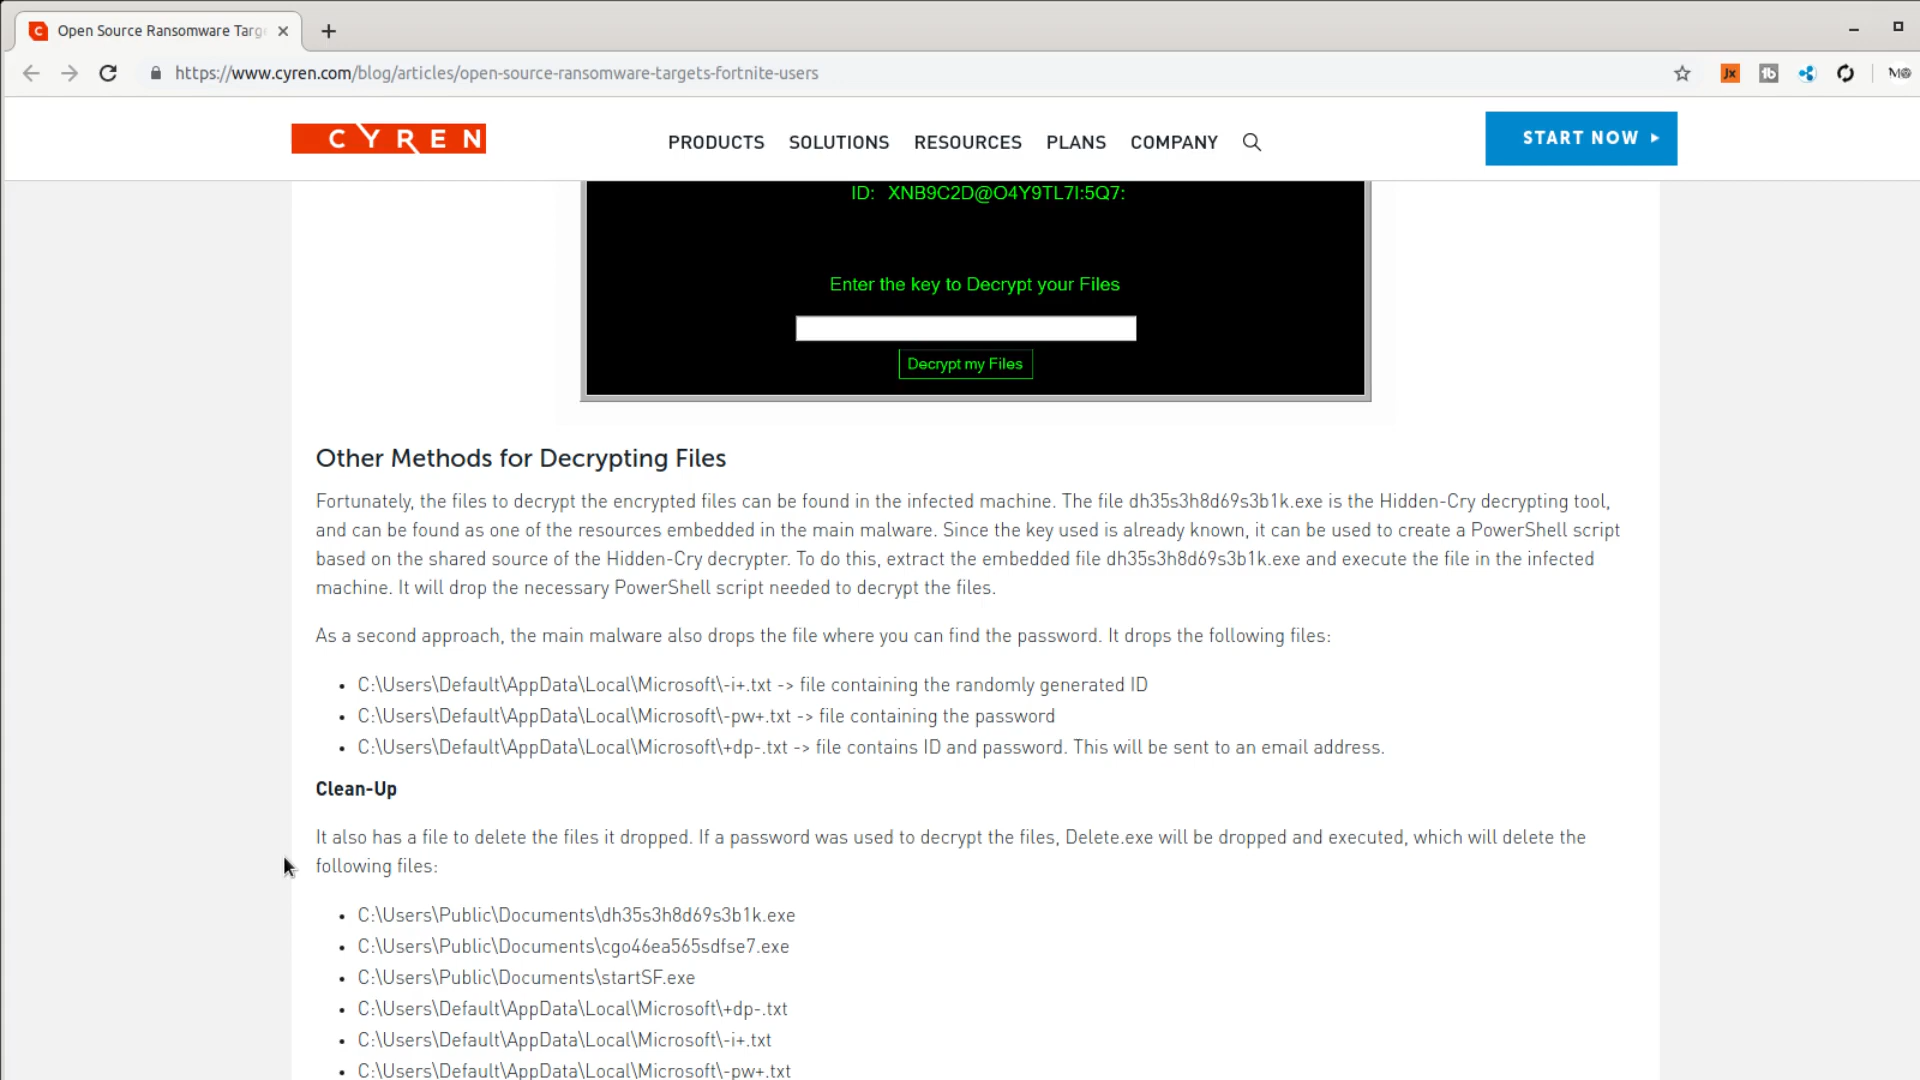 Open Source Ransomware Targ
https://www.cyren.com/blog/articles/open-source-ransomware-targets-fortnite-users
Jx
tb
CYREN
PRODUCTS SOLUTIONS RESOURCES PLANS COMPANY
START NOW
ID: XNB9C2D@O4Y9TL7I:5Q7:
Enter the key to Decrypt your Files
Decrypt my Files
Other Methods for Decrypting Files
Fortunately, the files to decrypt the encrypted files can be found in the infected machine. The file dh35s3h8d69s3b1k.exe is the Hidden-Cry decrypting tool,
and can be found as one of the resources embedded in the main malware. Since the key used is already known, it can be used to create a PowerShell script
based on the shared source of the Hidden-Cry decrypter. To do this, extract the embedded file dh35s3h8d69s3b1k.exe and execute the file in the infected
machine. It will drop the necessary PowerShell script needed to decrypt the files.
As a second approach, the main malware also drops the file where you can find the password. It drops the following files:
• C:\Users\Default\AppData\Local\Microsoft\-i+.txt -> file containing the randomly generated ID
• C:\Users\Default\AppData\Local\Microsoft\-pw+.txt -> file containing the password
• C:\Users\Default\AppData\Local\Microsoft\+dp-.txt -> file contains ID and password. This will be sent to an email address.
Clean-Up
It also has a file to delete the files it dropped. If a password was used to decrypt the files, Delete.exe will be dropped and executed, which will delete the
following files:
• C:\Users\Public\Documents\dh35s3h8d69s3b1k.exe
• C:\Users\Public\Documents\cgo46ea565sdfse7.exe
• C:\Users\Public\Documents\startSF.exe
• C:\Users\Default\AppData\Local\Microsoft\+dp-.txt
• C:\Users\Default\AppData\Local\Microsoft\-i+.txt
• C:\Users\Default\AppData\Local\Microsoft\-pw+.txt